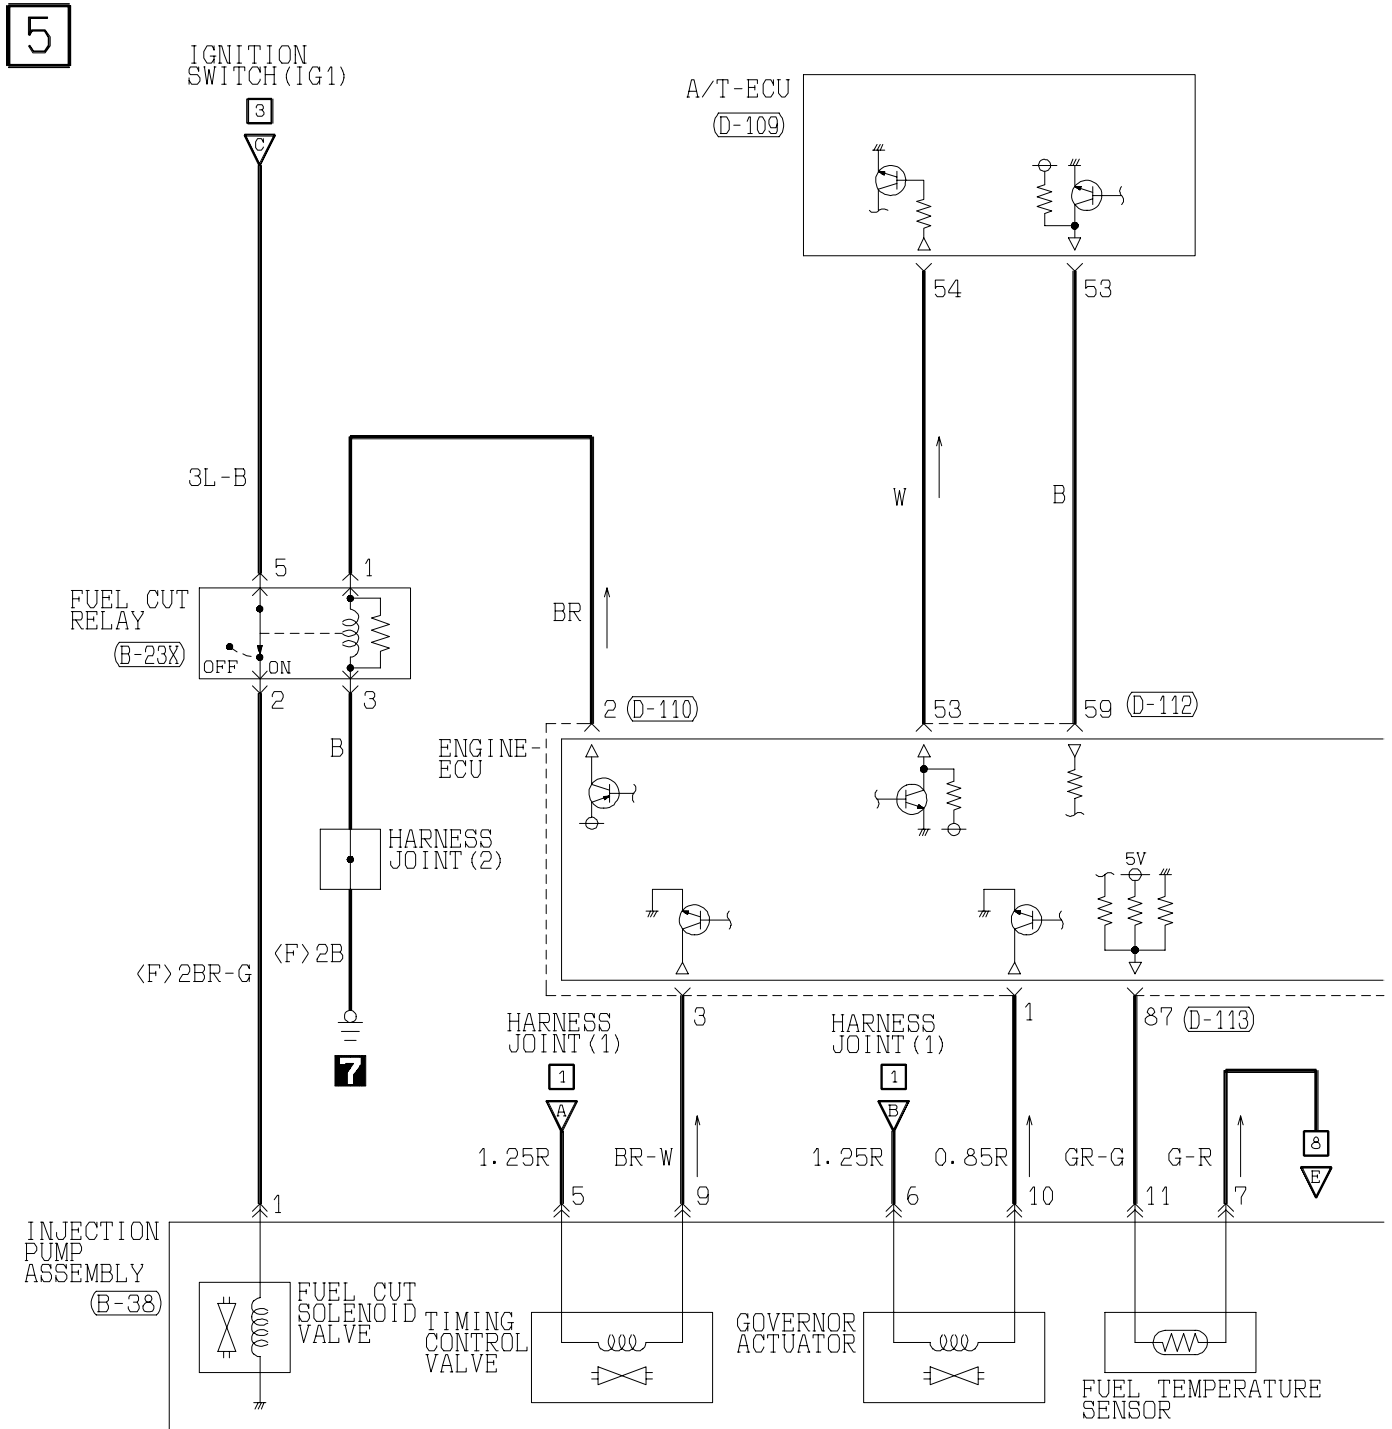 5
IGNITION
SWITCH(IG1)
3
C
A/T-ECU
(D-109)
54
53
3L-B
W
B
5
1
FUEL CUT
RELAY
(B-23X)
OFF
ON
BR
2
3
2
(D-110)
53
59
(D-112)
B
ENGINE-
ECU
HARNESS
JOINT(2)
5V
<F>2BR-G
<F>2B
7
HARNESS
JOINT(1)
1
A
3
HARNESS
JOINT(1)
1
B
1
87
(D-113)
8
E
1.25R
BR-W
1.25R
0.85R
GR-G
G-R
1
5
9
6
10
11
7
INJECTION
PUMP
ASSEMBLY
(B-38)
FUEL CUT
SOLENOID
VALVE
TIMING
CONTROL
VALVE
GOVERNOR
ACTUATOR
FUEL TEMPERATURE
SENSOR